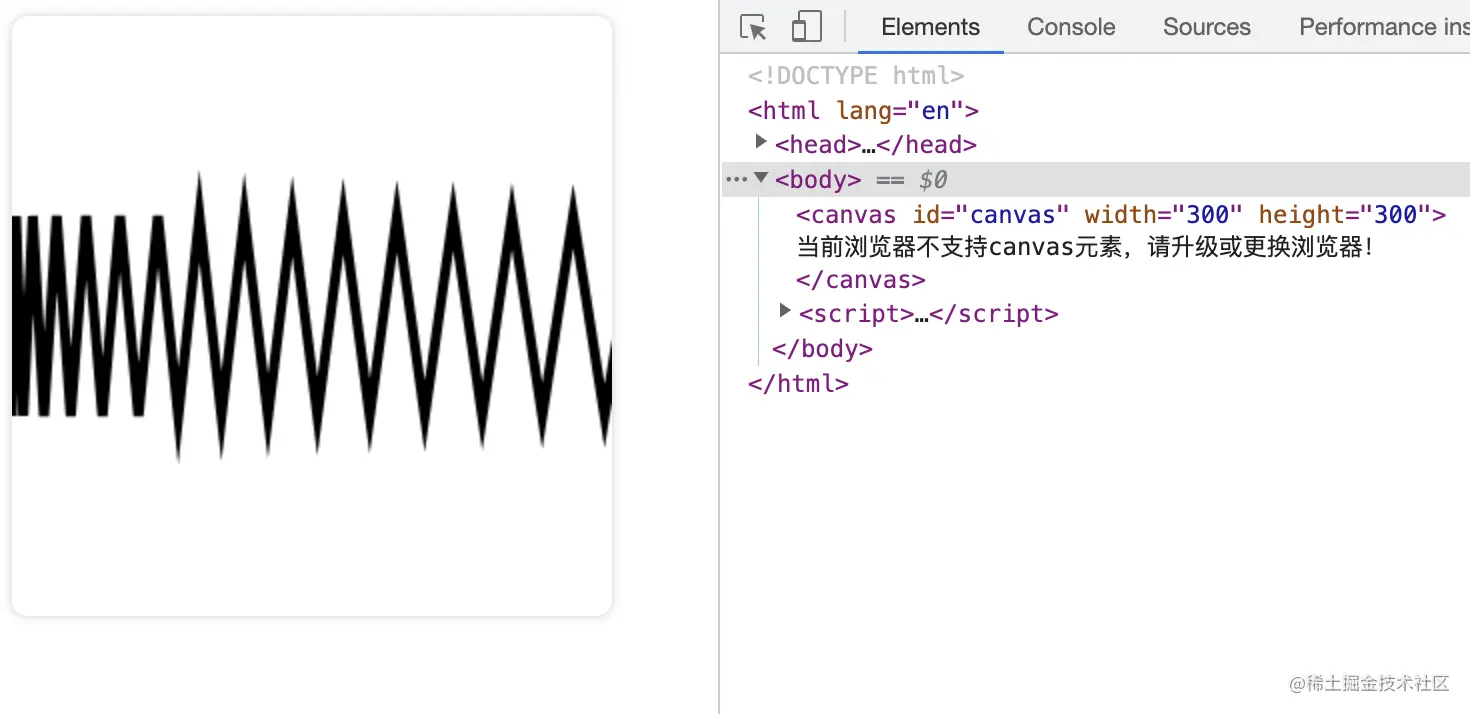 Elements Console Sources Performance ins
<!DOCTYPE html>
<html lang="en">
<head>…</head>
<body> == $0
<canvas id="canvas" width="300" height="300">
当前浏览器不支持canvas元素，请升级或更换浏览器！
</canvas>
<script>…</script>
</body>
</html>
@稀土掘金技术社区